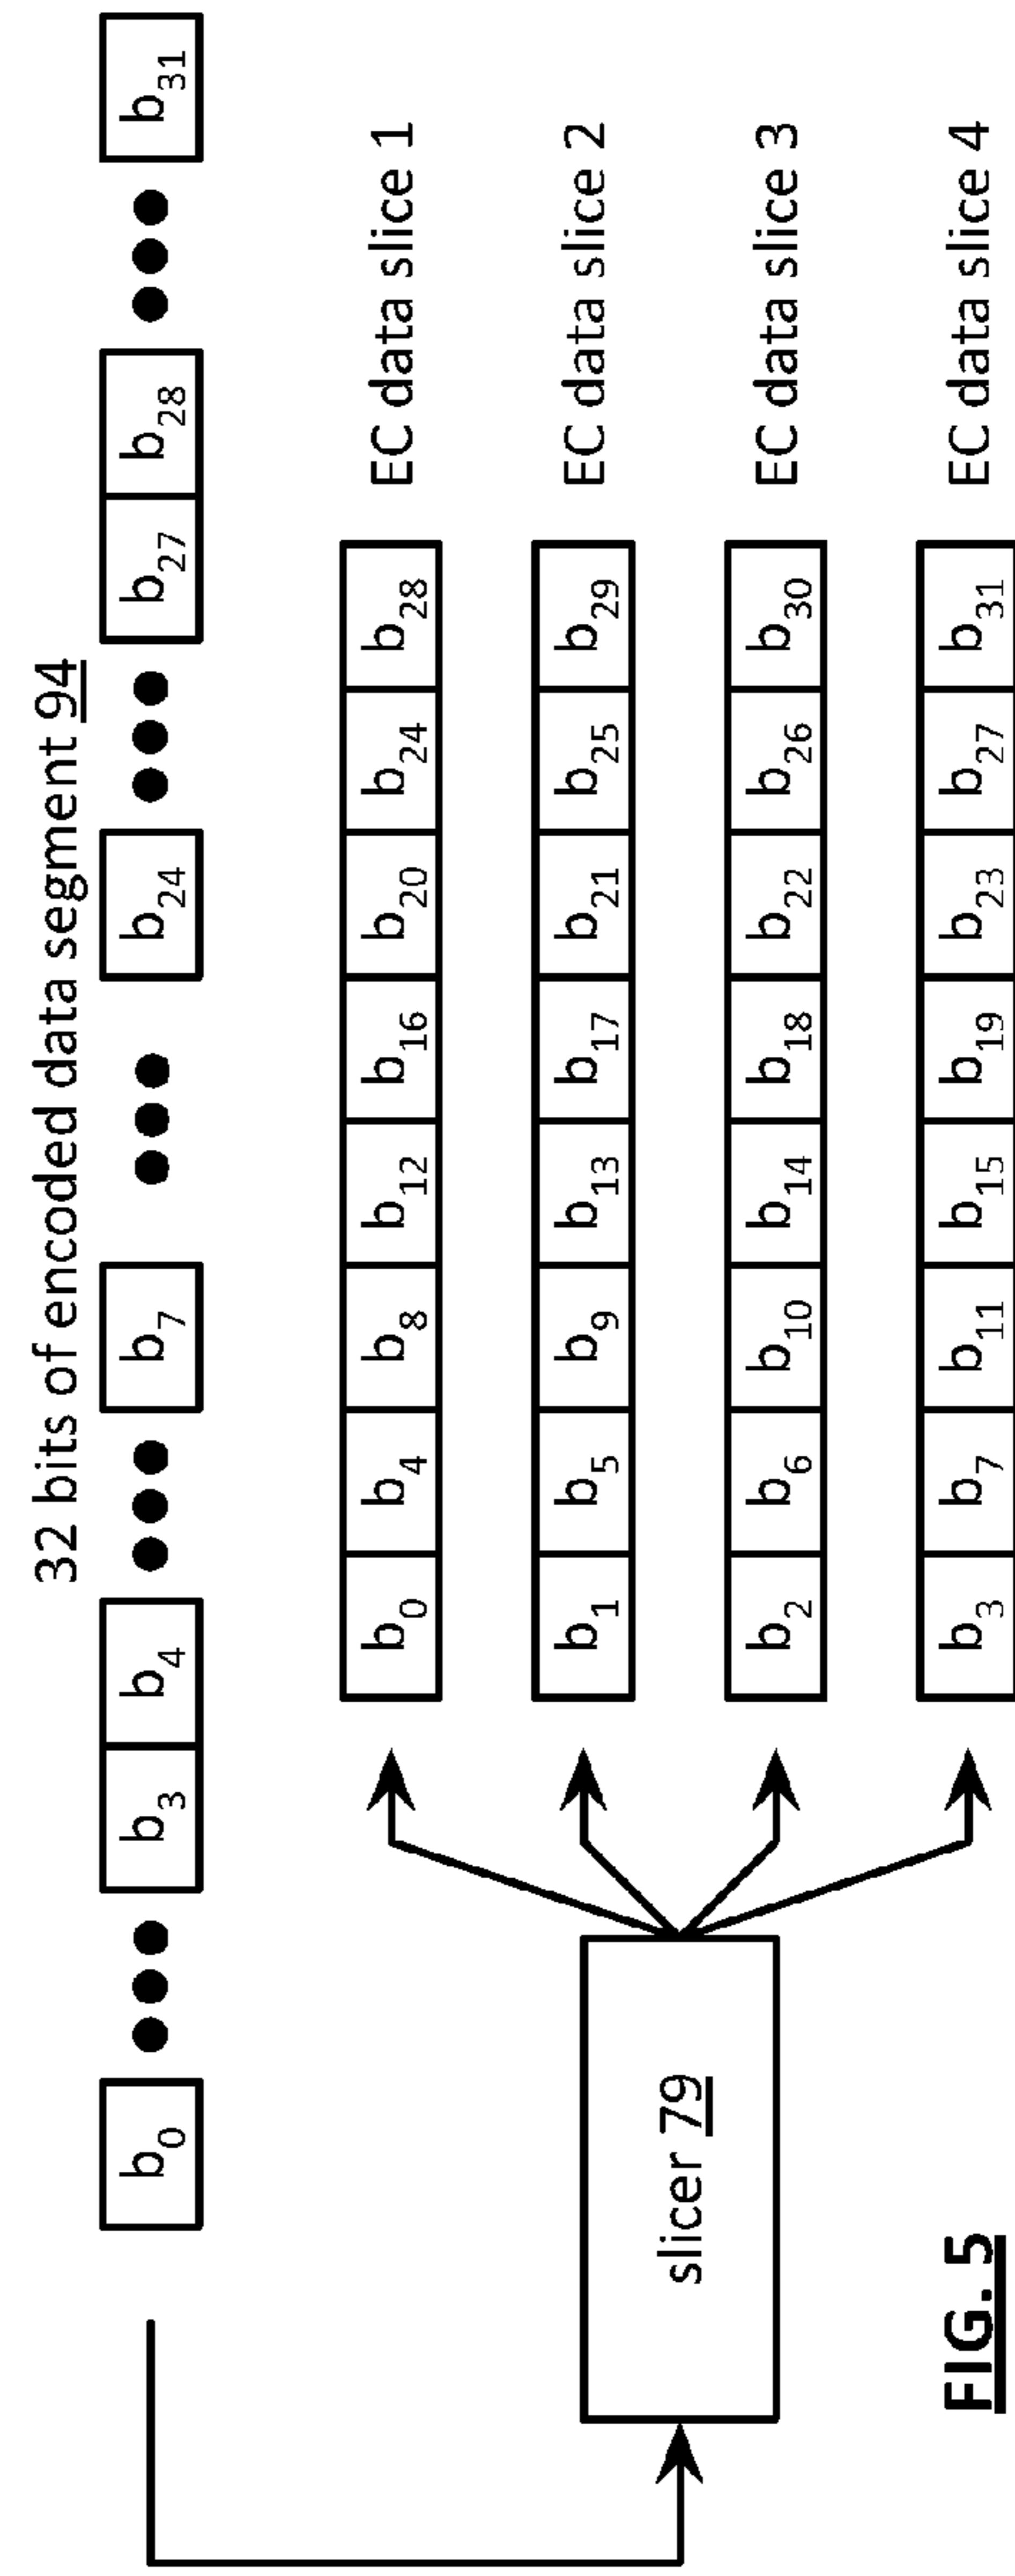 32 bits of encoded data segment 94
b0 ●●● b3 b4 ●●● b7 ●●● b24 ●●● b27 b28 ●●● b31
b0 b4 b8 b12 b16 b20 b24 b28 EC data slice 1
b1 b5 b9 b13 b17 b21 b25 b29 EC data slice 2
slicer 79
b2 b6 b10 b14 b18 b22 b26 b30 EC data slice 3
b3 b7 b11 b15 b19 b23 b27 b31 EC data slice 4
FIG. 5